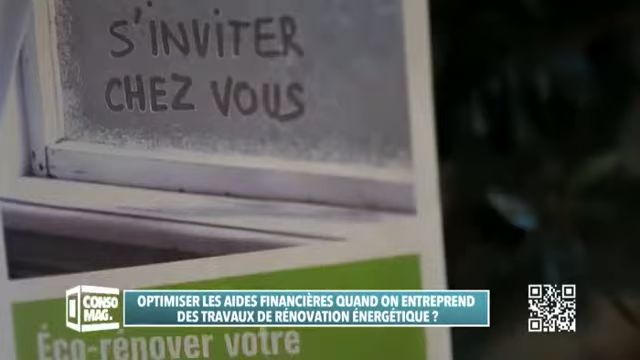 S'INVITER
CHEZ VOUS
CONSO
MAG.
OPTIMISER LES AIDES FINANCIÈRES QUAND ON ENTREPREND
DES TRAVAUX DE RÉNOVATION ÉNERGÉTIQUE ?
Éco-rénover votre